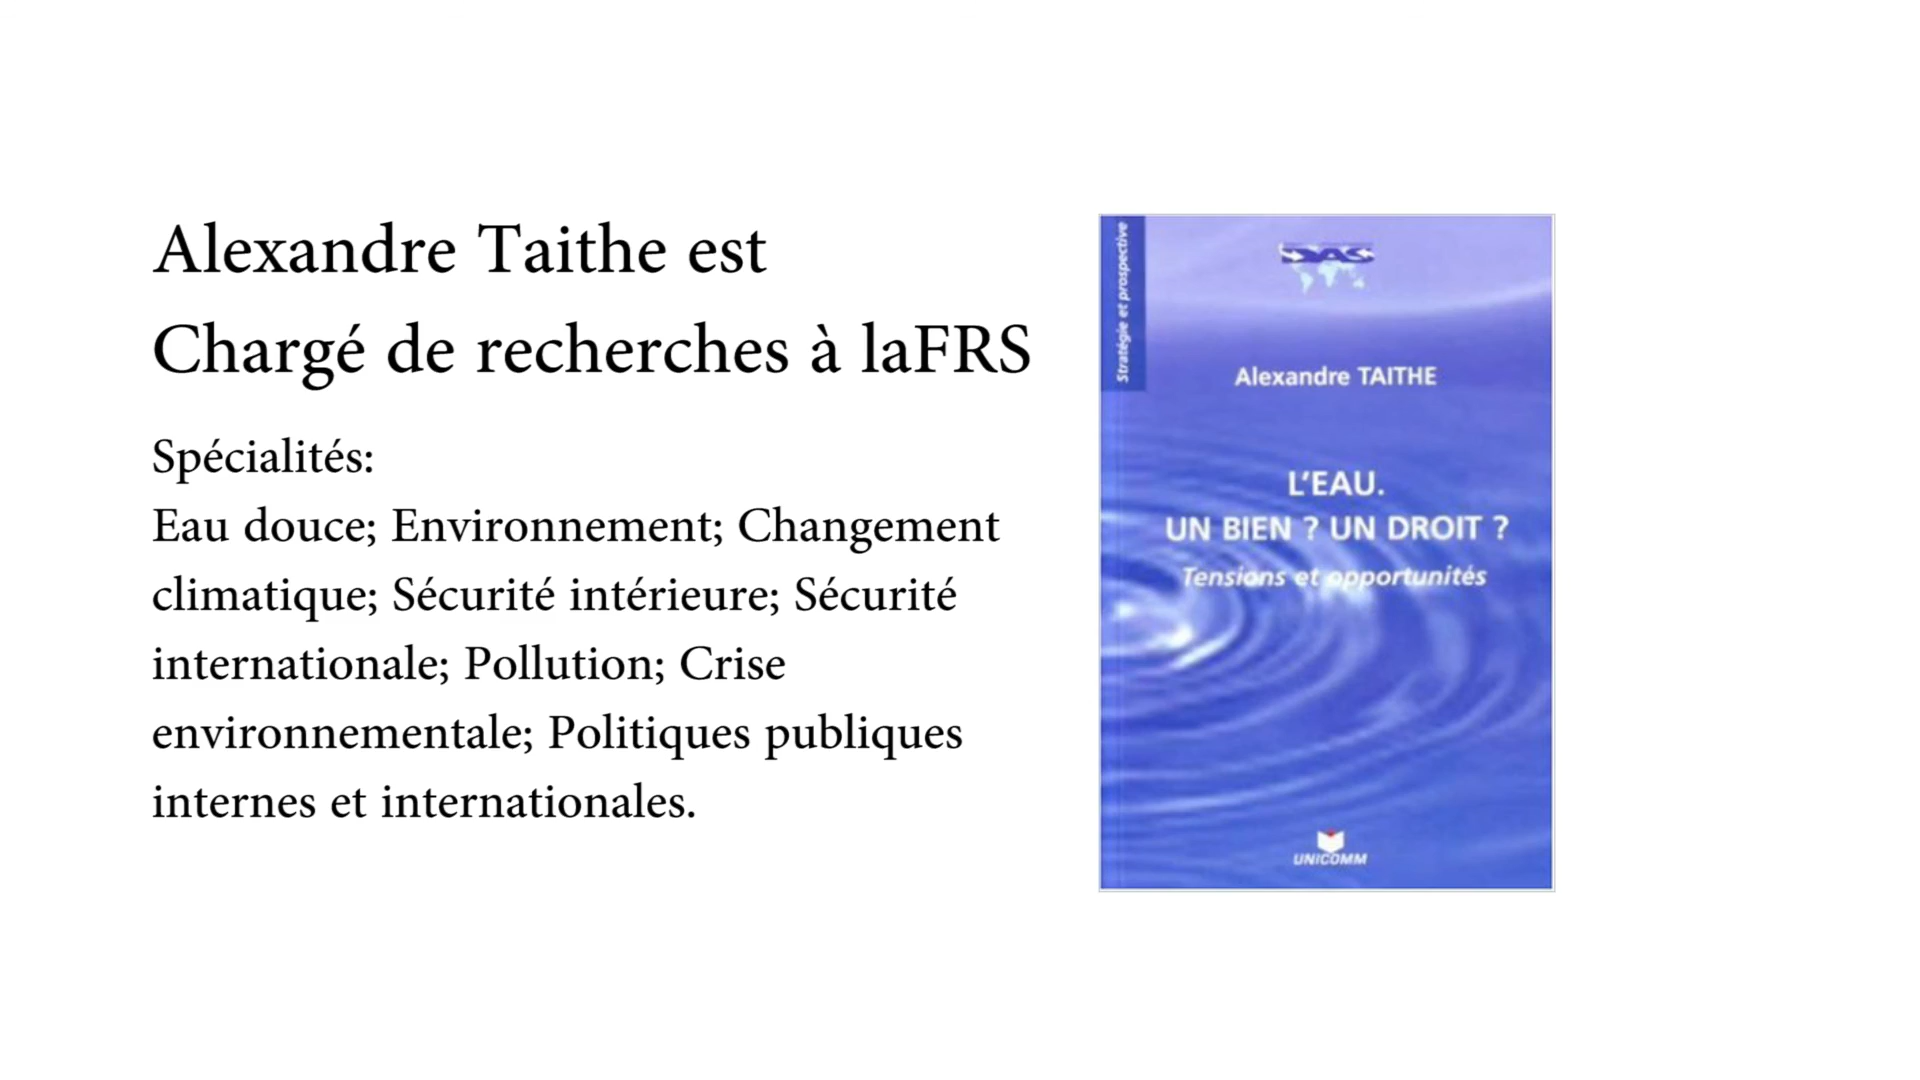 Alexandre Taithe est
Chargé de recherches à laFRS
Spécialités:
Eau douce; Environnement; Changement
climatique; Sécurité intérieure; Sécurité
internationale; Pollution; Crise
environnementale; Politiques publiques
internes et internationales.
Stratégie et prospective
DAS
Alexandre TAITHE
L'EAU.
UN BIEN ? UN DROIT ?
Tensions et opportunités
UNICOMM